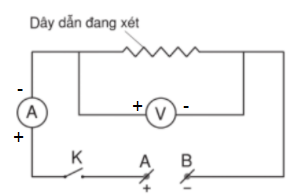 Dây dẫn đang xét
-
A
+
+ V -
K A B
+ −